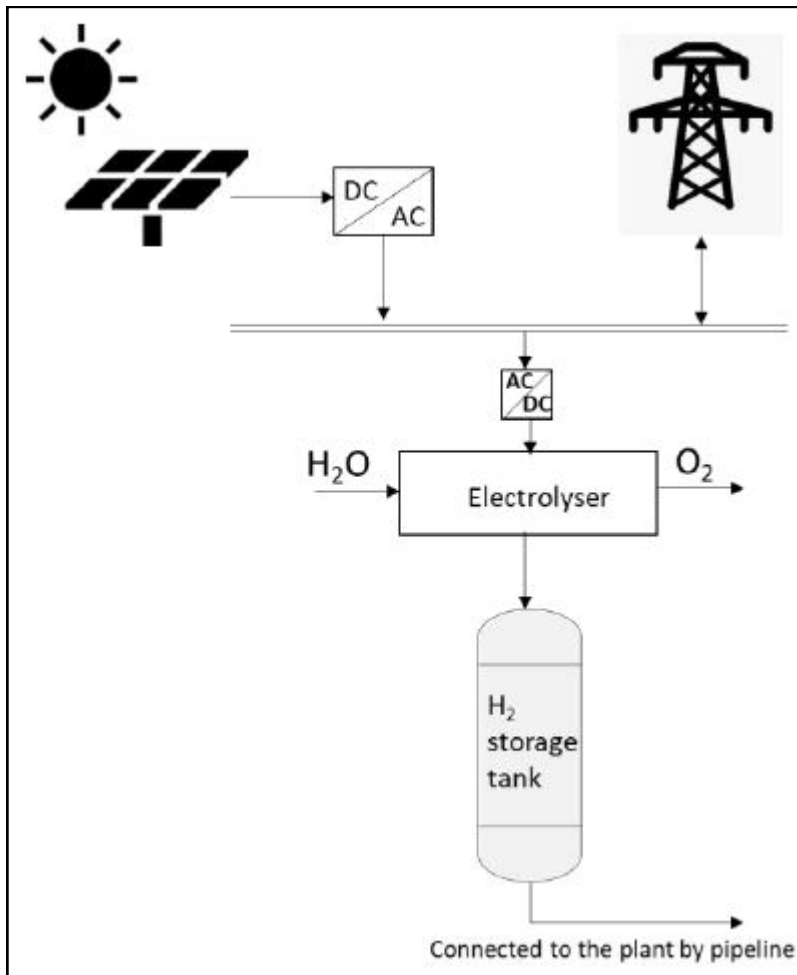 DC
AC
AC
DC
H₂O
Electrolyser
O₂
H₂
storage
tank
Connected to the plant by pipeline